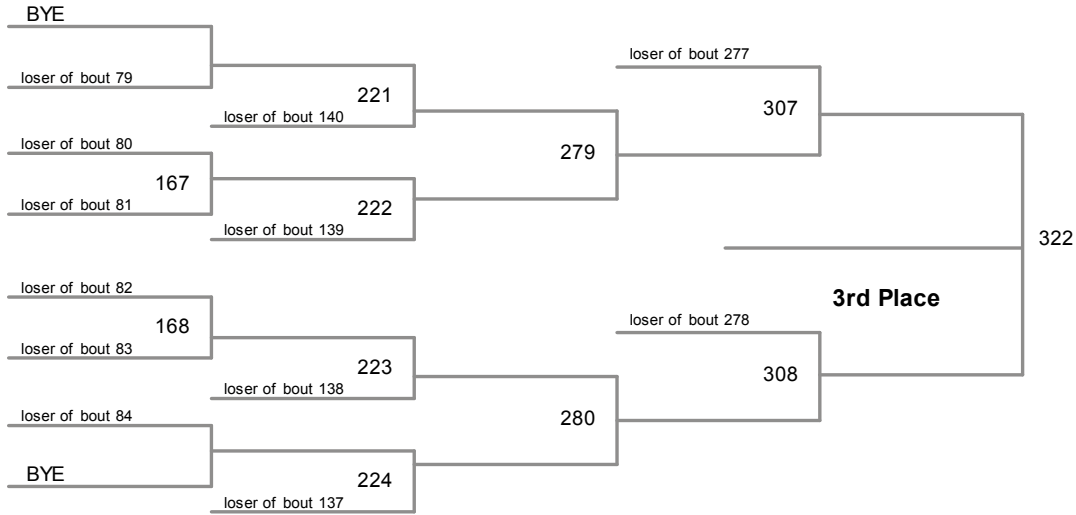 BYE
loser of bout 79
221
loser of bout 140
loser of bout 80
167
loser of bout 81
222
loser of bout 139
279
loser of bout 277
307
322
3rd Place
loser of bout 82
168
loser of bout 83
223
loser of bout 138
loser of bout 84
BYE
224
loser of bout 137
280
loser of bout 278
308